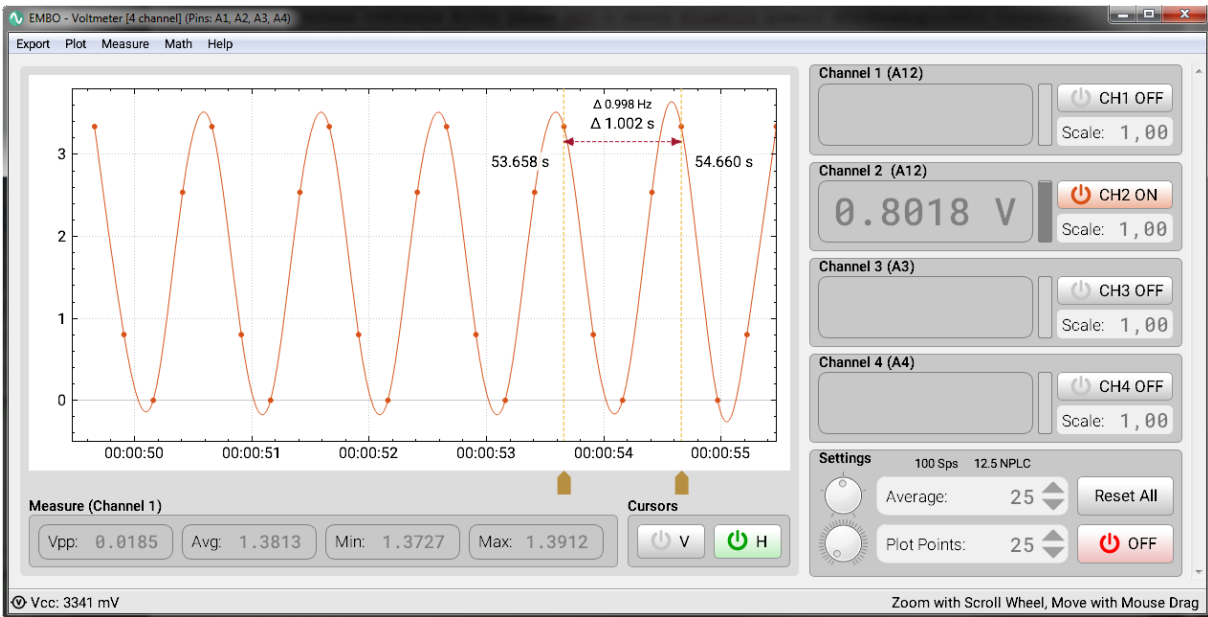 EMBO - Voltmeter [4 channel] (Pins: A1, A2, A3, A4)
Export Plot Measure Math Help
Δ 0.998 Hz
Δ 1.002 s
53.658 s
54.660 s
3
2
1
0
00:00:50 00:00:51 00:00:52 00:00:53 00:00:54 00:00:55
Measure (Channel 1)
Vpp: 0.0185 Avg: 1.3813 Min: 1.3727 Max: 1.3912
Cursors
V H
Channel 1 (A12)
CH1 OFF
Scale: 1,00
Channel 2 (A12)
0.8018 V
CH2 ON
Scale: 1,00
Channel 3 (A3)
CH3 OFF
Scale: 1,00
Channel 4 (A4)
CH4 OFF
Scale: 1,00
Settings
100 Sps 12.5 NPLC
Average: 25
Reset All
Plot Points: 25
OFF
Vcc: 3341 mV
Zoom with Scroll Wheel, Move with Mouse Drag